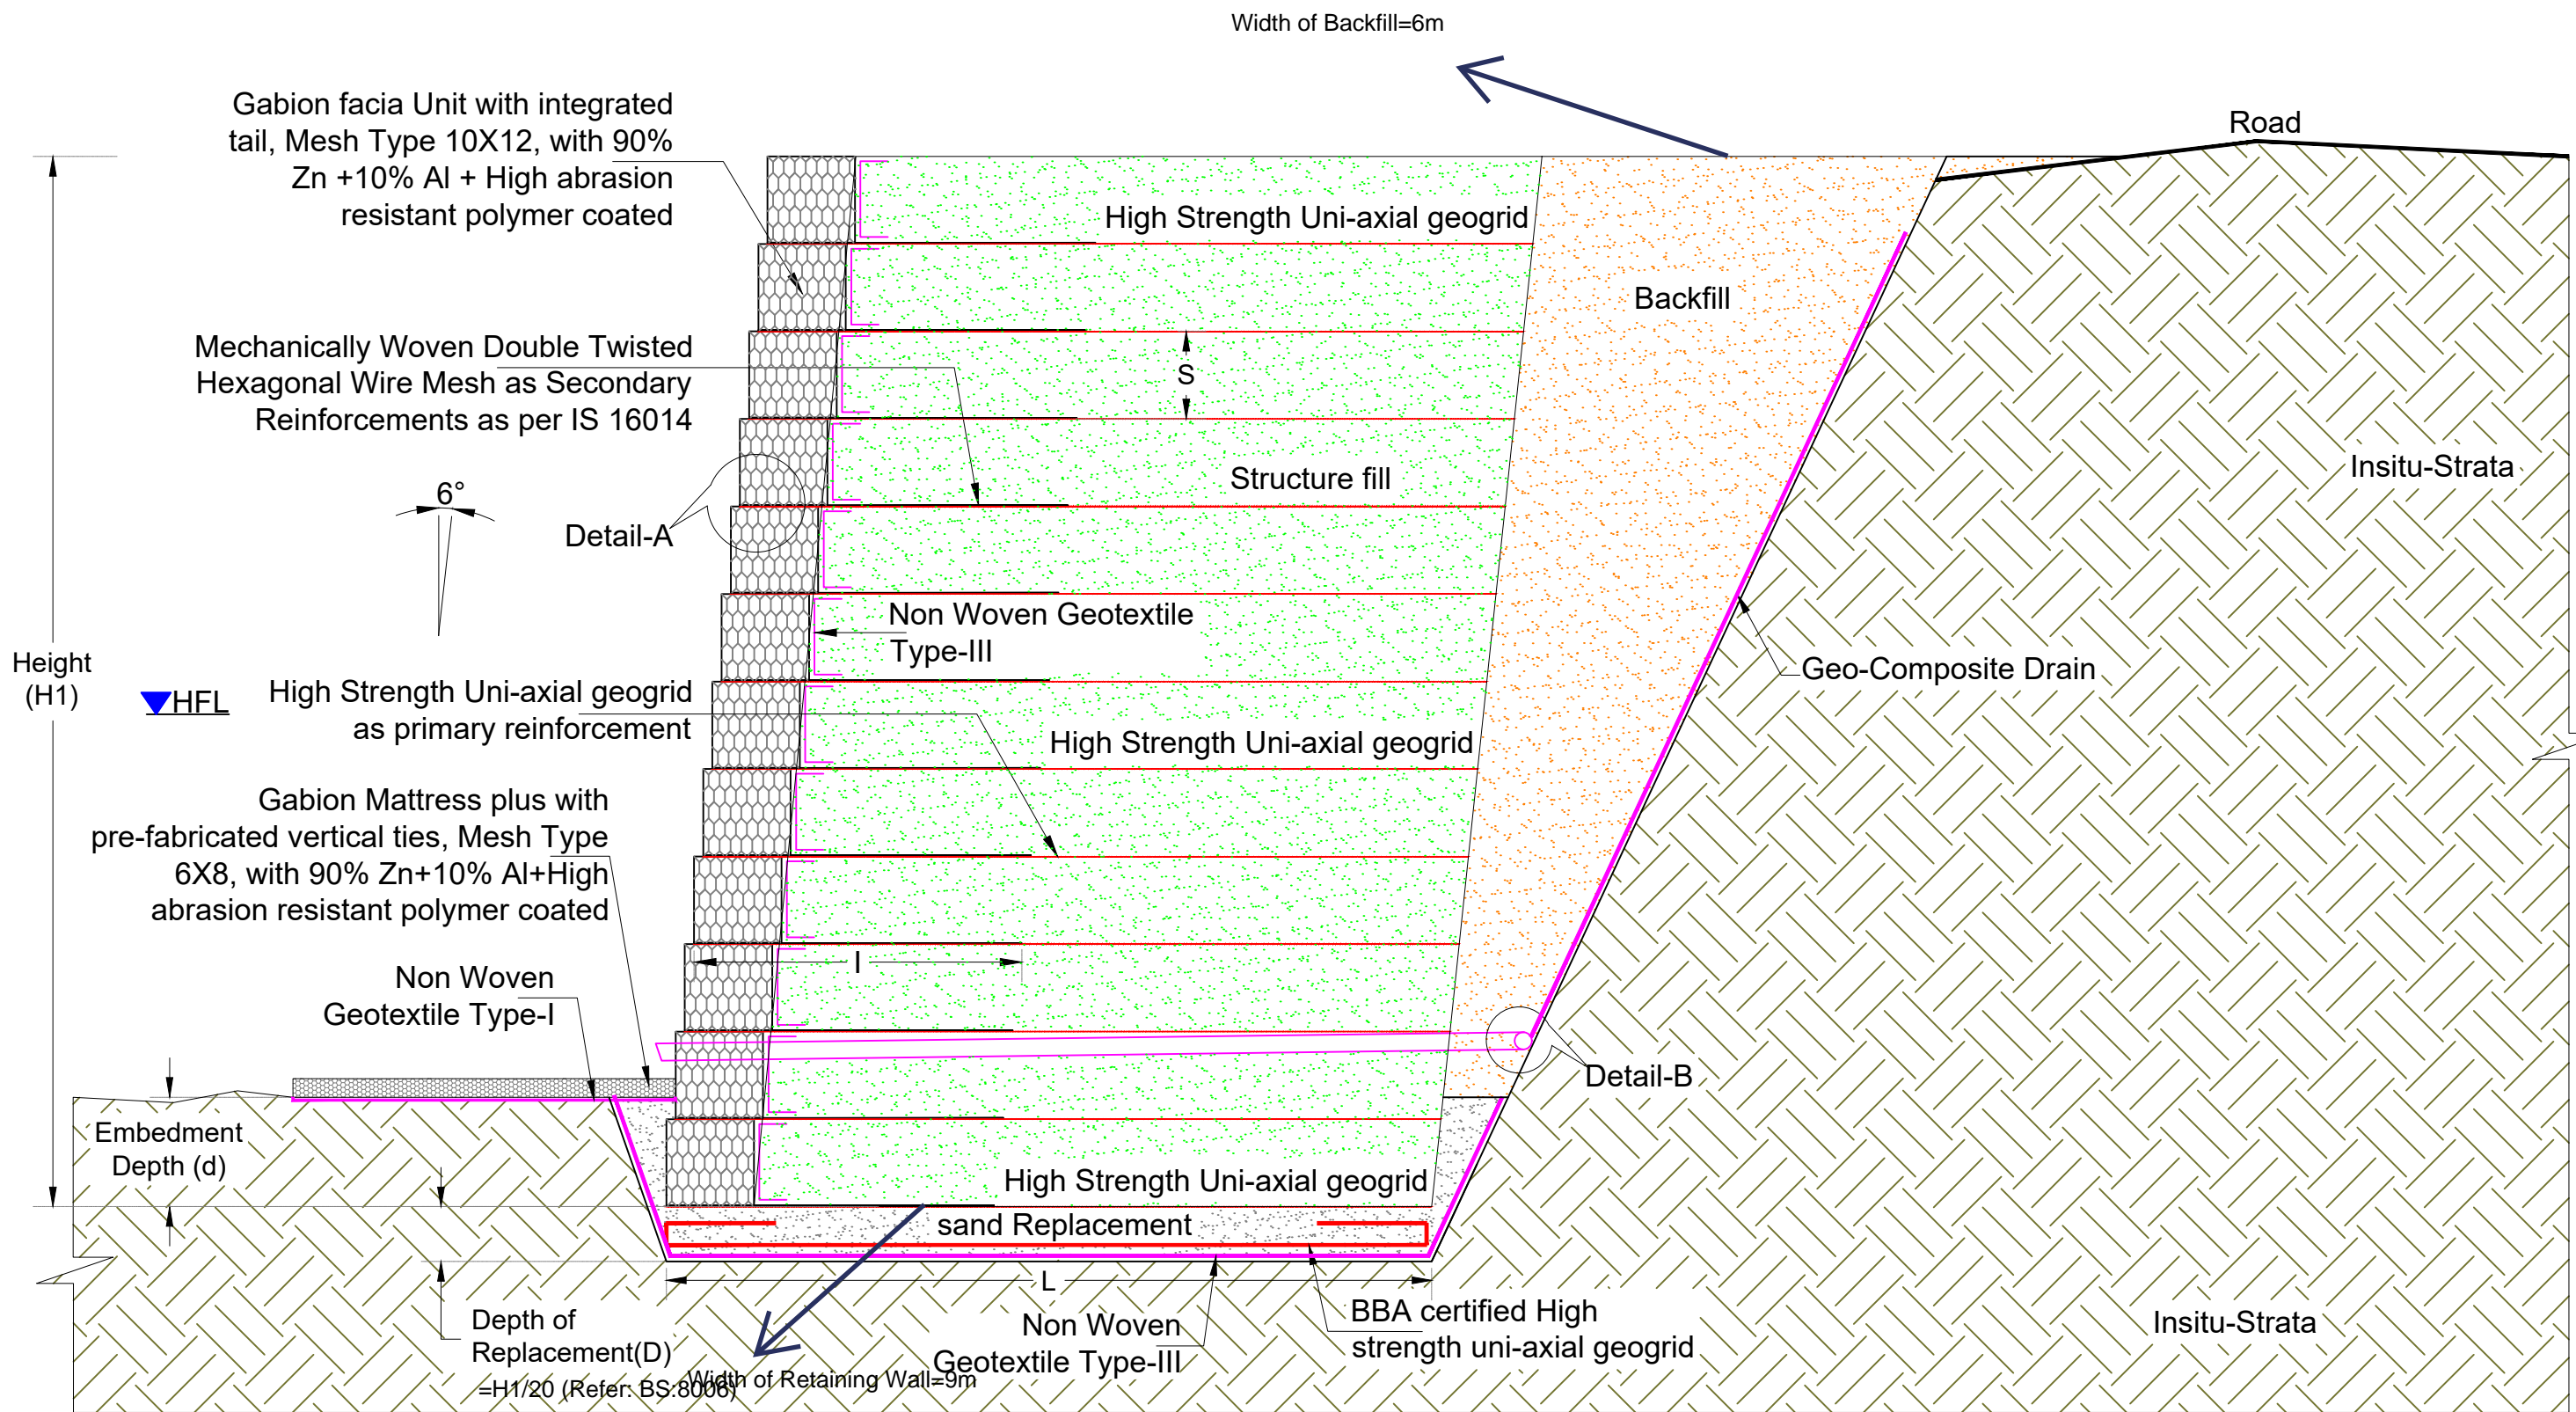 Width of Backfill=6m
Gabion facia Unit with integrated
tail, Mesh Type 10X12, with 90%
Zn +10% Al + High abrasion
resistant polymer coated
Road
High Strength Uni-axial geogrid
Backfill
Mechanically Woven Double Twisted
Hexagonal Wire Mesh as Secondary
Reinforcements as per IS 16014
S
Structure fill
Insitu-Strata
6°
Detail-A
Non Woven Geotextile
Type-III
Height
(H1)
HFL
High Strength Uni-axial geogrid
as primary reinforcement
High Strength Uni-axial geogrid
Geo-Composite Drain
Gabion Mattress plus with
pre-fabricated vertical ties, Mesh Type
6X8, with 90% Zn+10% Al+High
abrasion resistant polymer coated
l
Non Woven
Geotextile Type-I
Detail-B
Embedment
Depth (d)
High Strength Uni-axial geogrid
sand Replacement
L
Depth of
Replacement(D)
=H1/20 (Refer: BS:8006)
Width of Retaining Wall=9m
Non Woven
Geotextile Type-III
BBA certified High
strength uni-axial geogrid
Insitu-Strata